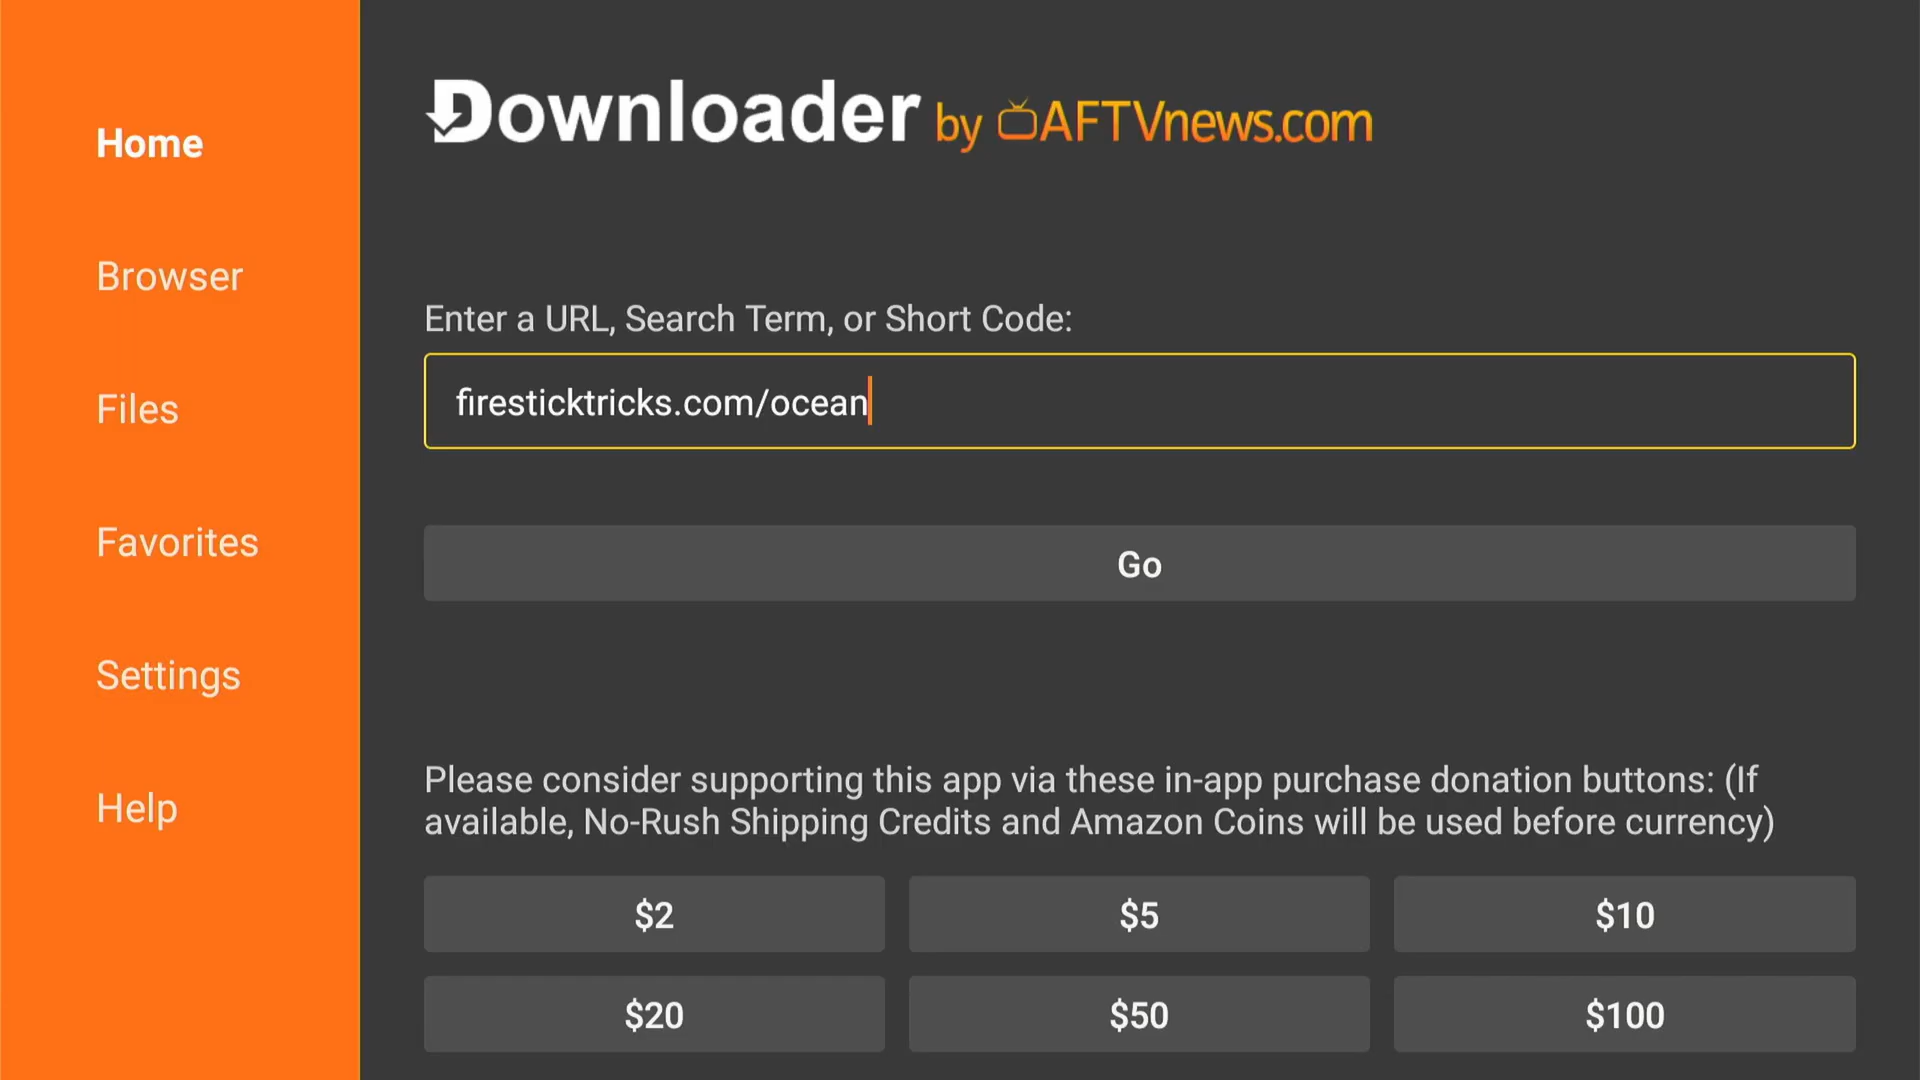 Home
Browser
Files
Favorites
Settings
Help
Downloader by AFTVnews.com
Enter a URL, Search Term, or Short Code:
firesticktricks.com/ocean
Go
Please consider supporting this app via these in-app purchase donation buttons: (If
available, No-Rush Shipping Credits and Amazon Coins will be used before currency)
$2 $5 $10
$20 $50 $100